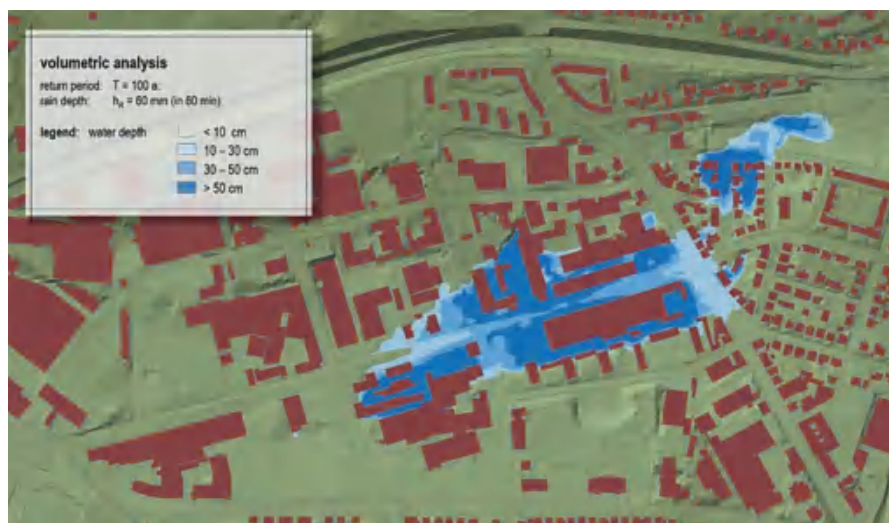 volumetric analysis
return period: T = 100 a:
rain depth: hN = 60 mm (in 60 min)
legend: water depth < 10 cm
10 – 30 cm
30 – 50 cm
> 50 cm